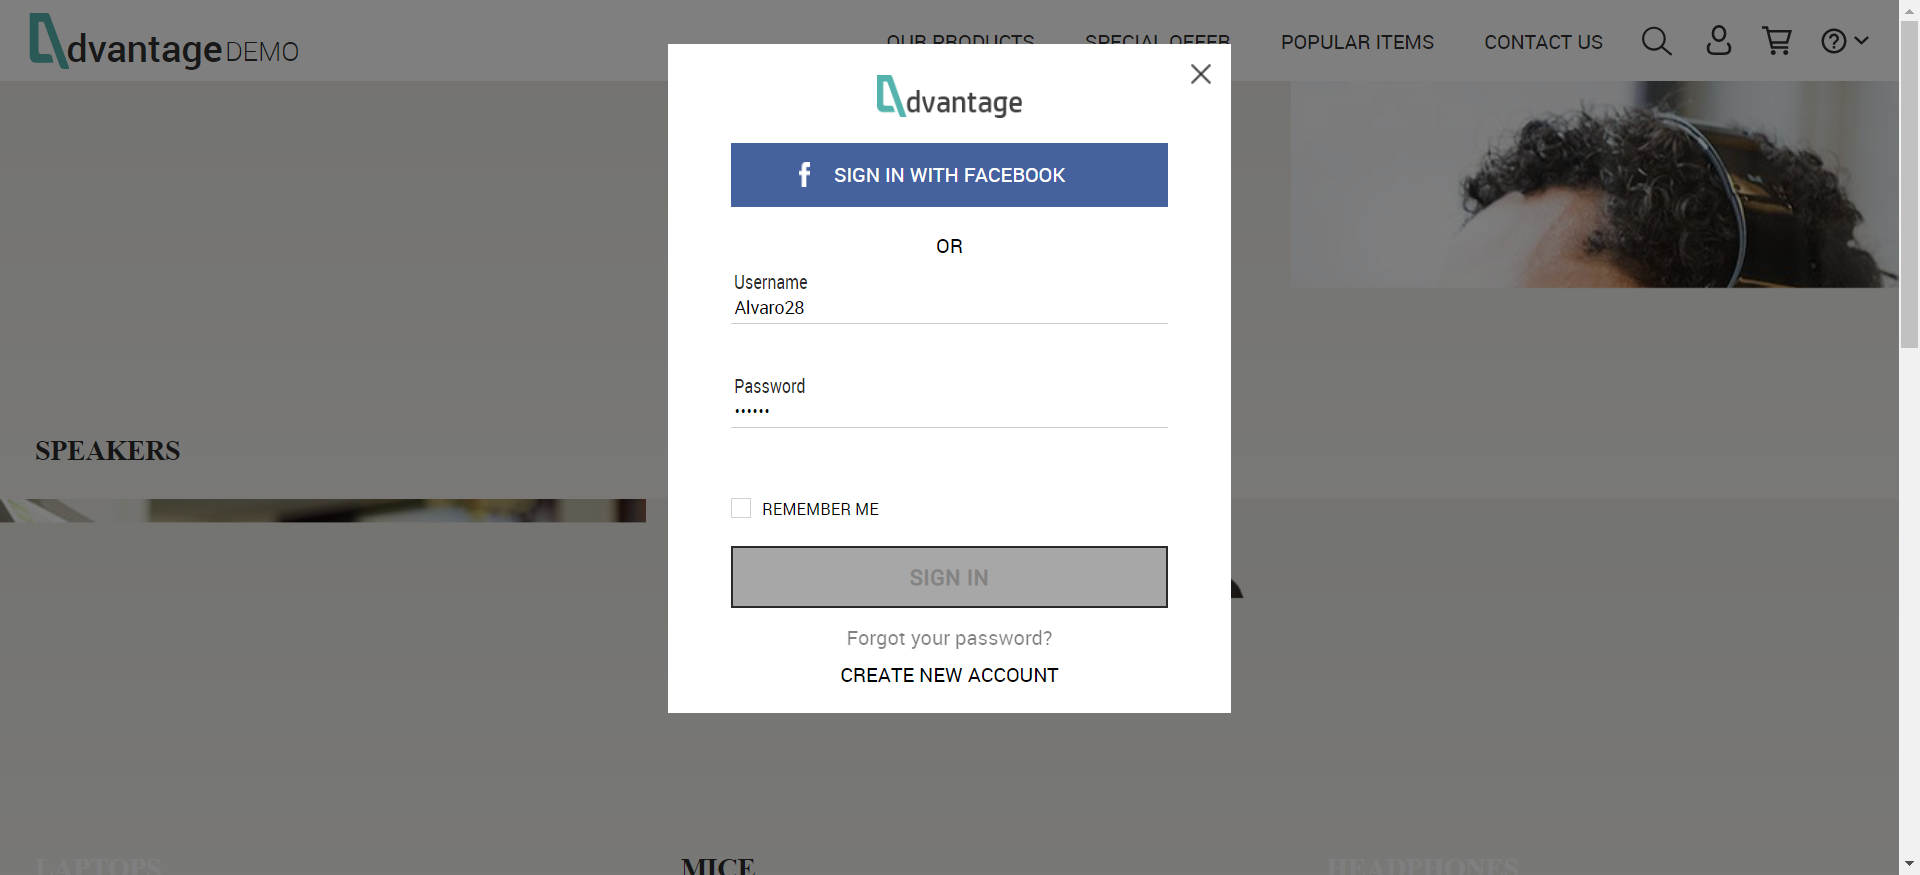 dvantage DEMO
OUR PRODUCTS
SPECIAL OFFER
POPULAR ITEMS
CONTACT US
dvantage
SIGN IN WITH FACEBOOK
OR
Username
Alvaro28
Password
••••••
REMEMBER ME
SIGN IN
Forgot your password?
CREATE NEW ACCOUNT
SPEAKERS
LAPTOPS
MICE
HEADPHONES